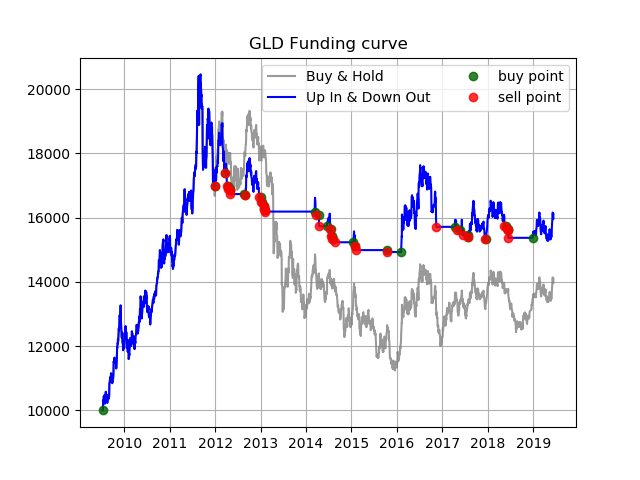 GLD Funding curve
Buy & Hold
Up In & Down Out
buy point
sell point
20000
18000
16000
14000
12000
10000
2010 2011 2012 2013 2014 2015 2016 2017 2018 2019